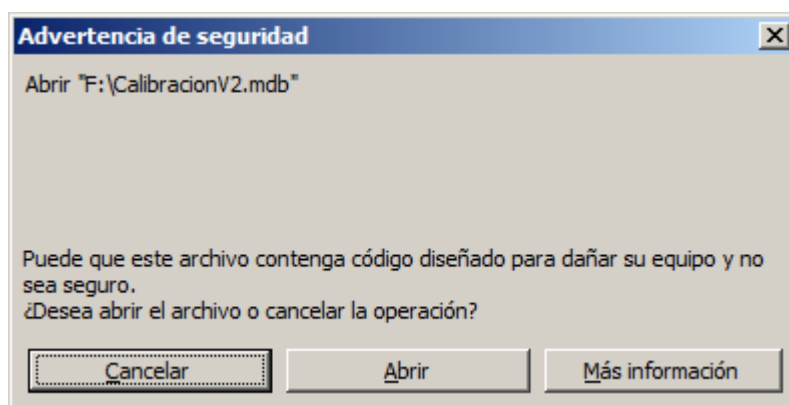 Advertencia de seguridad
Abrir "F:\CalibracionV2.mdb"
Puede que este archivo contenga código diseñado para dañar su equipo y no
sea seguro.
¿Desea abrir el archivo o cancelar la operación?
Cancelar Abrir Más información